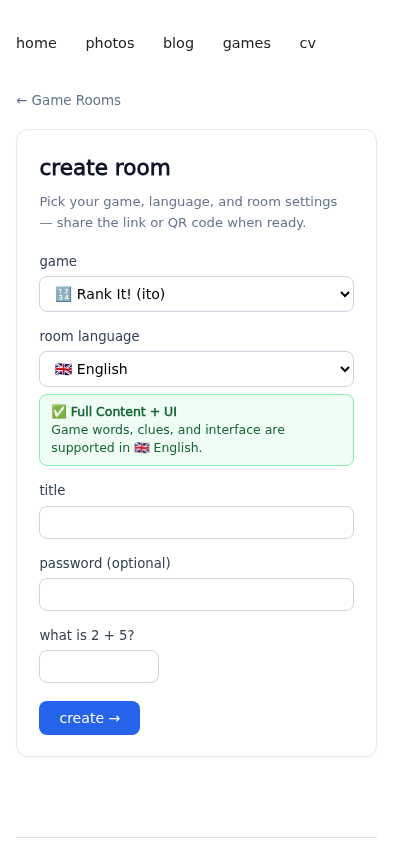 home photos blog games cv
← Game Rooms
create room
Pick your game, language, and room settings
— share the link or QR code when ready.
game
🔢 Rank It! (ito)
room language
🇬🇧 English
✅ Full Content + UI
Game words, clues, and interface are
supported in 🇬🇧 English.
title
password (optional)
what is 2 + 5?
create →